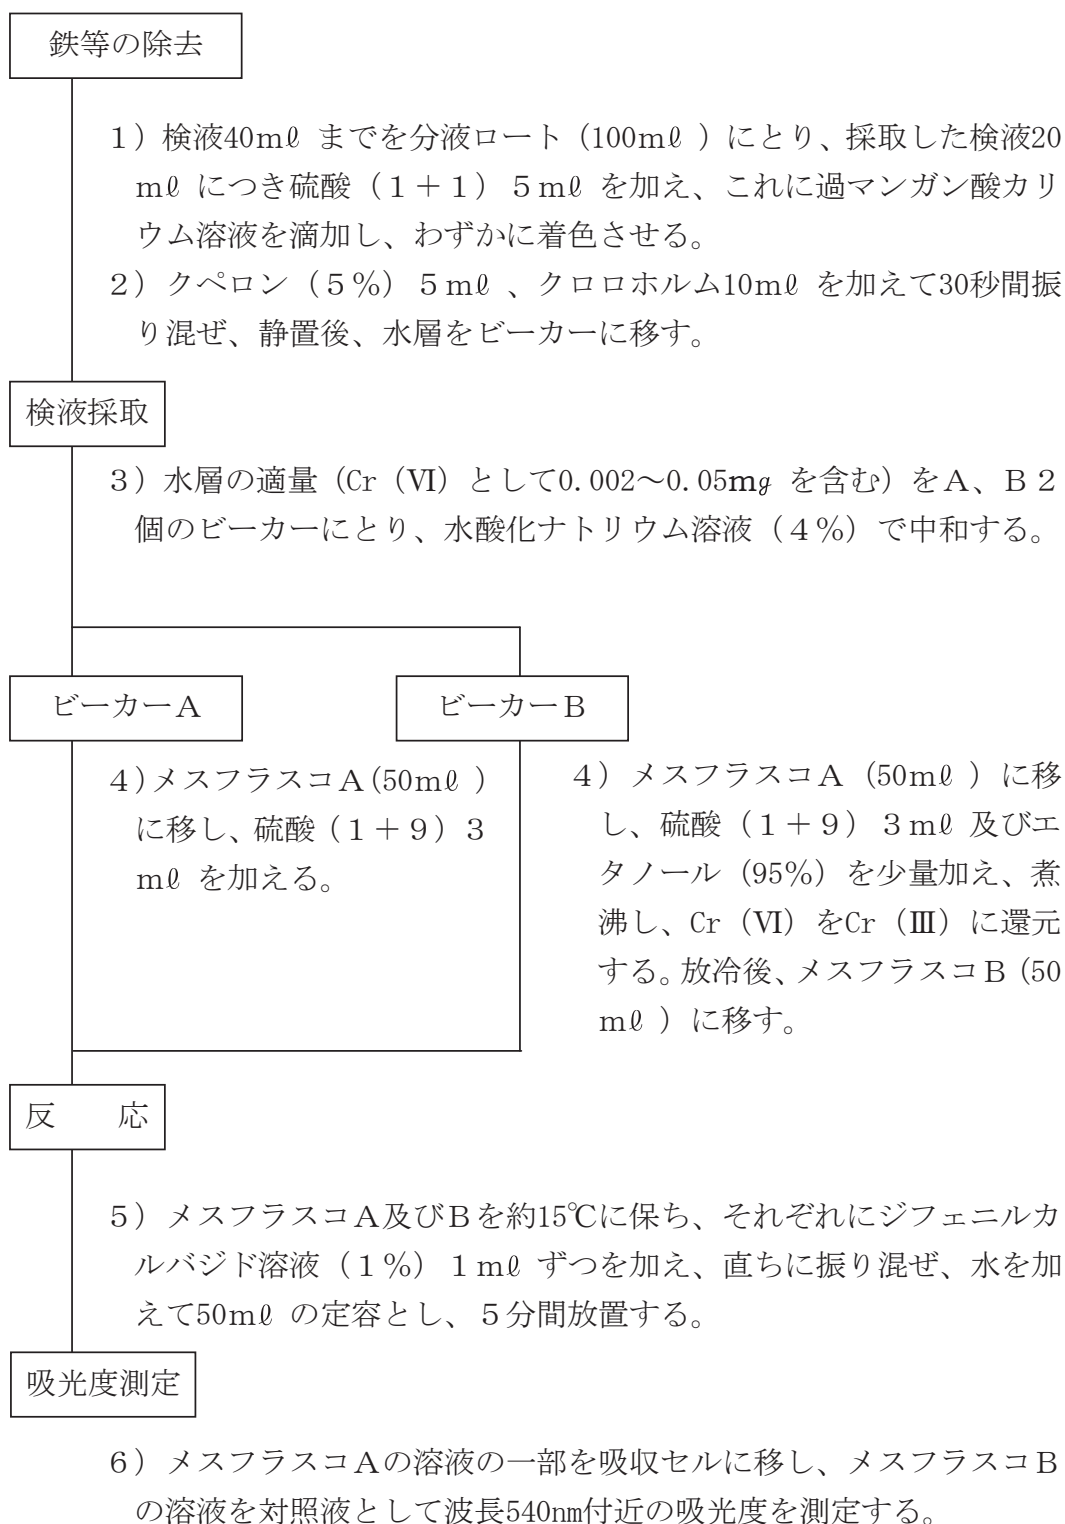 鉄等の除去
1)検液40mℓ までを分液ロート(100mℓ )にとり、採取した検液20
mℓ につき硫酸(1+1)5mℓ を加え、これに過マンガン酸カリ
ウム溶液を滴加し、わずかに着色させる。
2)クペロン(5%)5mℓ 、クロロホルム10mℓ を加えて30秒間振
り混ぜ、静置後、水層をビーカーに移す。
検液採取
3)水層の適量(Cr(Ⅵ)として0.002~0.05mg を含む)をA、B2
個のビーカーにとり、水酸化ナトリウム溶液(4%)で中和する。
ビーカーA
ビーカーB
4)メスフラスコA(50mℓ )
に移し、硫酸(1+9)3
mℓ を加える。
4)メスフラスコA(50mℓ )に移
し、硫酸(1+9)3mℓ 及びエ
タノール(95%)を少量加え、煮
沸し、Cr(Ⅵ)をCr(Ⅲ)に還元
する。放冷後、メスフラスコB(50
mℓ )に移す。
反 応
5)メスフラスコA及びBを約15℃に保ち、それぞれにジフェニルカ
ルバジド溶液(1%)1mℓ ずつを加え、直ちに振り混ぜ、水を加
えて50mℓ の定容とし、5分間放置する。
吸光度測定
6)メスフラスコAの溶液の一部を吸収セルに移し、メスフラスコB
の溶液を対照液として波長540nm付近の吸光度を測定する。